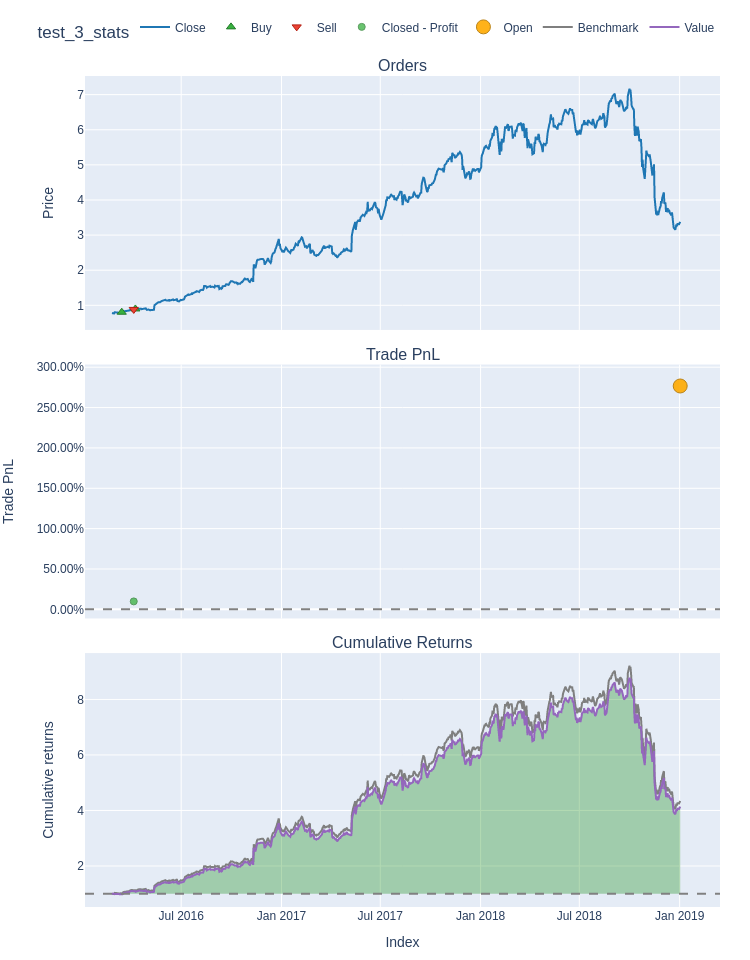 test_3_stats
Close Buy Sell Closed - Profit Open Benchmark Value
Orders
7
6
5
4
3
2
1
Price
Trade PnL
300.00%
250.00%
200.00%
150.00%
100.00%
50.00%
0.00%
Trade PnL
Cumulative Returns
8
6
4
2
Cumulative returns
Jul 2016 Jan 2017 Jul 2017 Jan 2018 Jul 2018 Jan 2019
Index